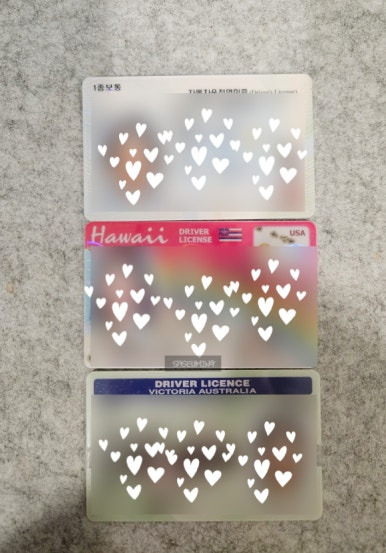 1종보통
자동차운전면허증 (Driver's License)
Hawaii DRIVER LICENSE USA
DRIVER LICENCE
VICTORIA AUSTRALIA